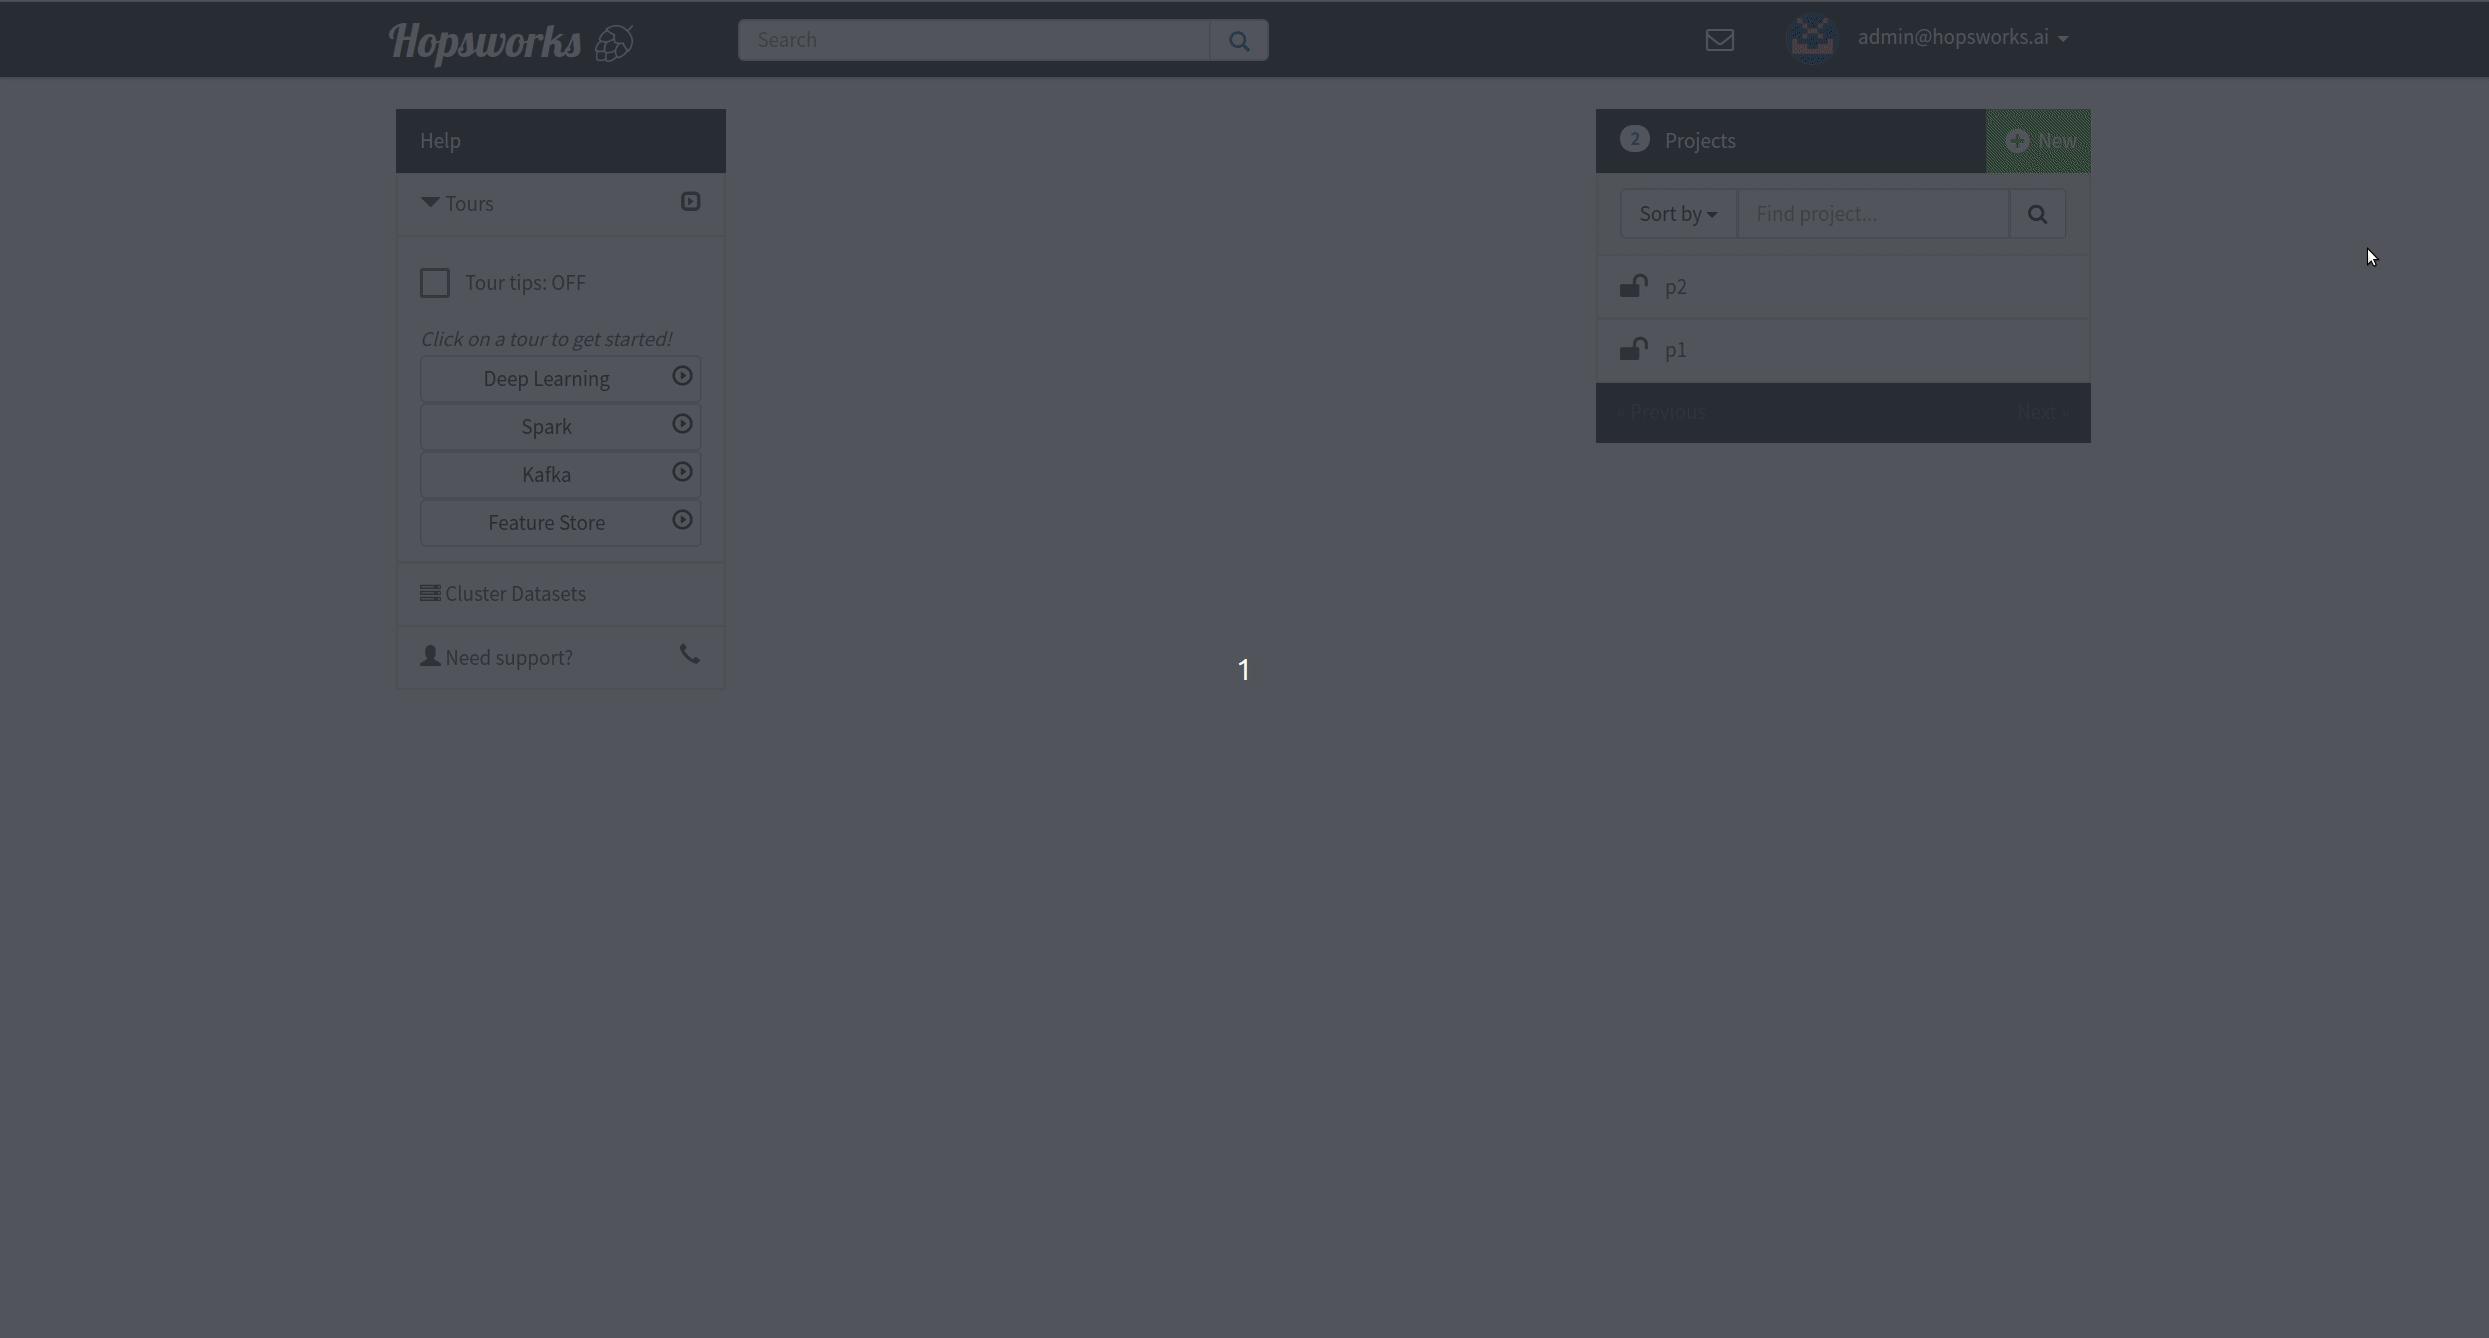 Hopsworks
Search
admin@hopsworks.ai
Help
Tours
Tour tips: OFF
Click on a tour to get started!
Deep Learning
Spark
Kafka
Feature Store
Cluster Datasets
Need support?
2 Projects
New
Sort by
Find project...
p2
p1
« Previous
Next »
1